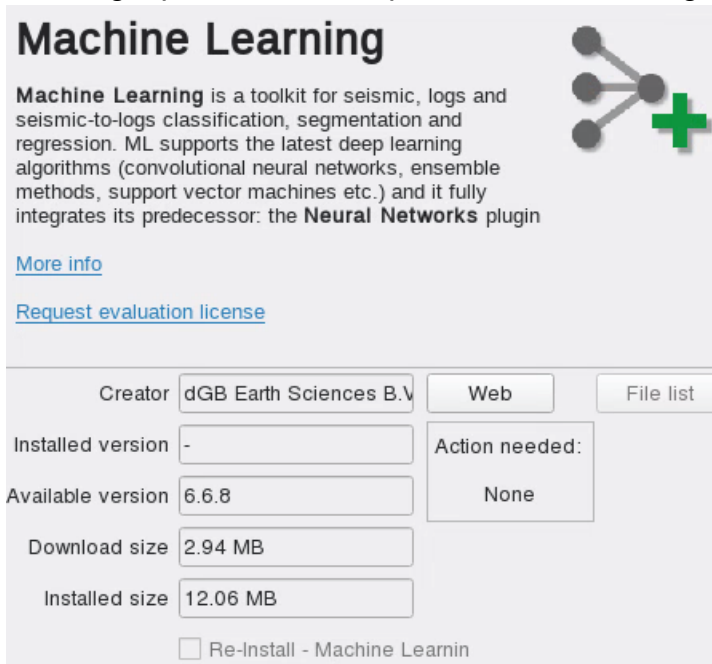 Machine Learning
Machine Learning is a toolkit for seismic, logs and
seismic-to-logs classification, segmentation and
regression. ML supports the latest deep learning
algorithms (convolutional neural networks, ensemble
methods, support vector machines etc.) and it fully
integrates its predecessor: the Neural Networks plugin
More info
Request evaluation license
Creator dGB Earth Sciences B.V Web File list
Installed version - Action needed:
Available version 6.6.8 None
Download size 2.94 MB
Installed size 12.06 MB
Re-Install - Machine Learnin